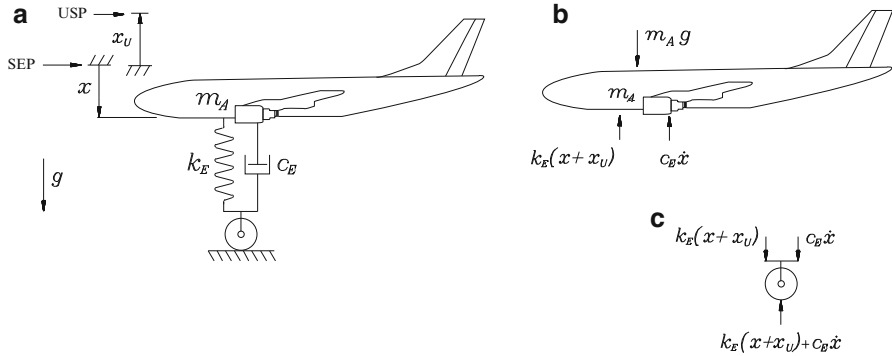 a
USP
x_U
SEP
x
m_A
k_E
c_E
g
b
m_A g
m_A
k_E(x + x_U)
c_E ẋ
c
k_E(x + x_U)
c_E ẋ
k_E(x+x_U)+c_E ẋ